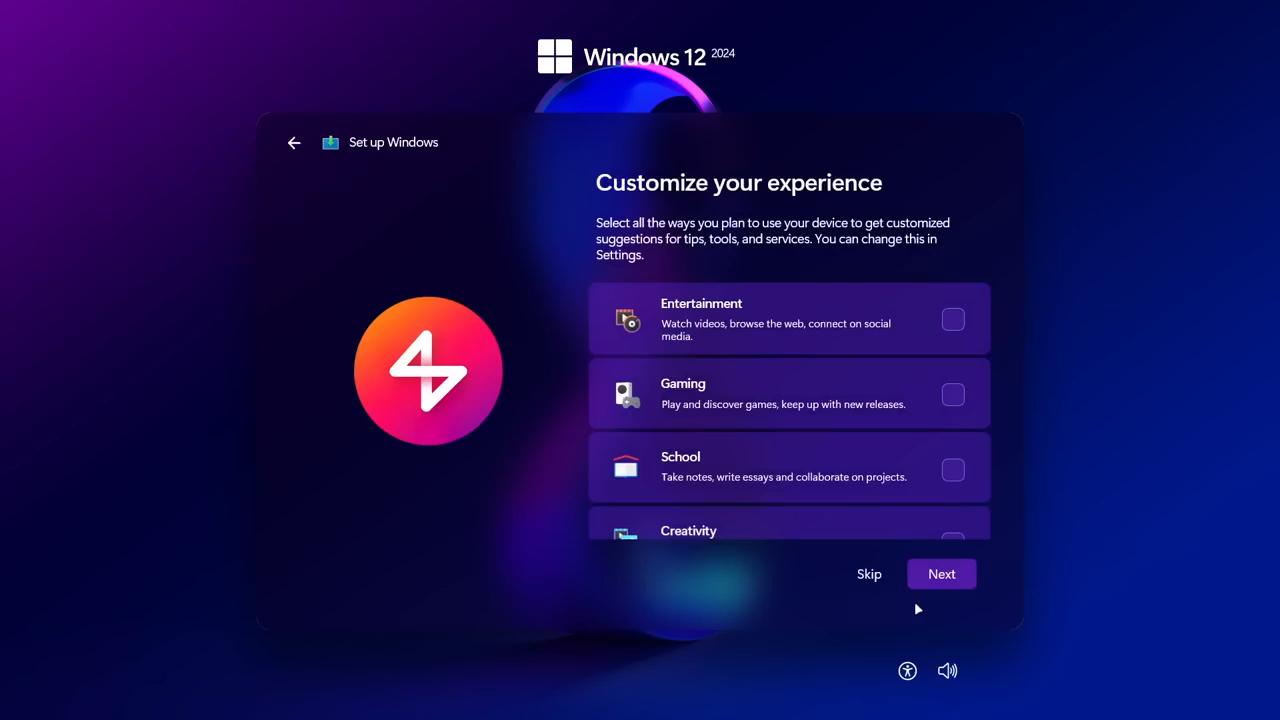 Windows 12 2024
Set up Windows
Customize your experience
Select all the ways you plan to use your device to get customized
suggestions for tips, tools, and services. You can change this in
Settings.
Entertainment
Watch videos, browse the web, connect on social
media.
Gaming
Play and discover games, keep up with new releases.
School
Take notes, write essays and collaborate on projects.
Creativity
Skip
Next